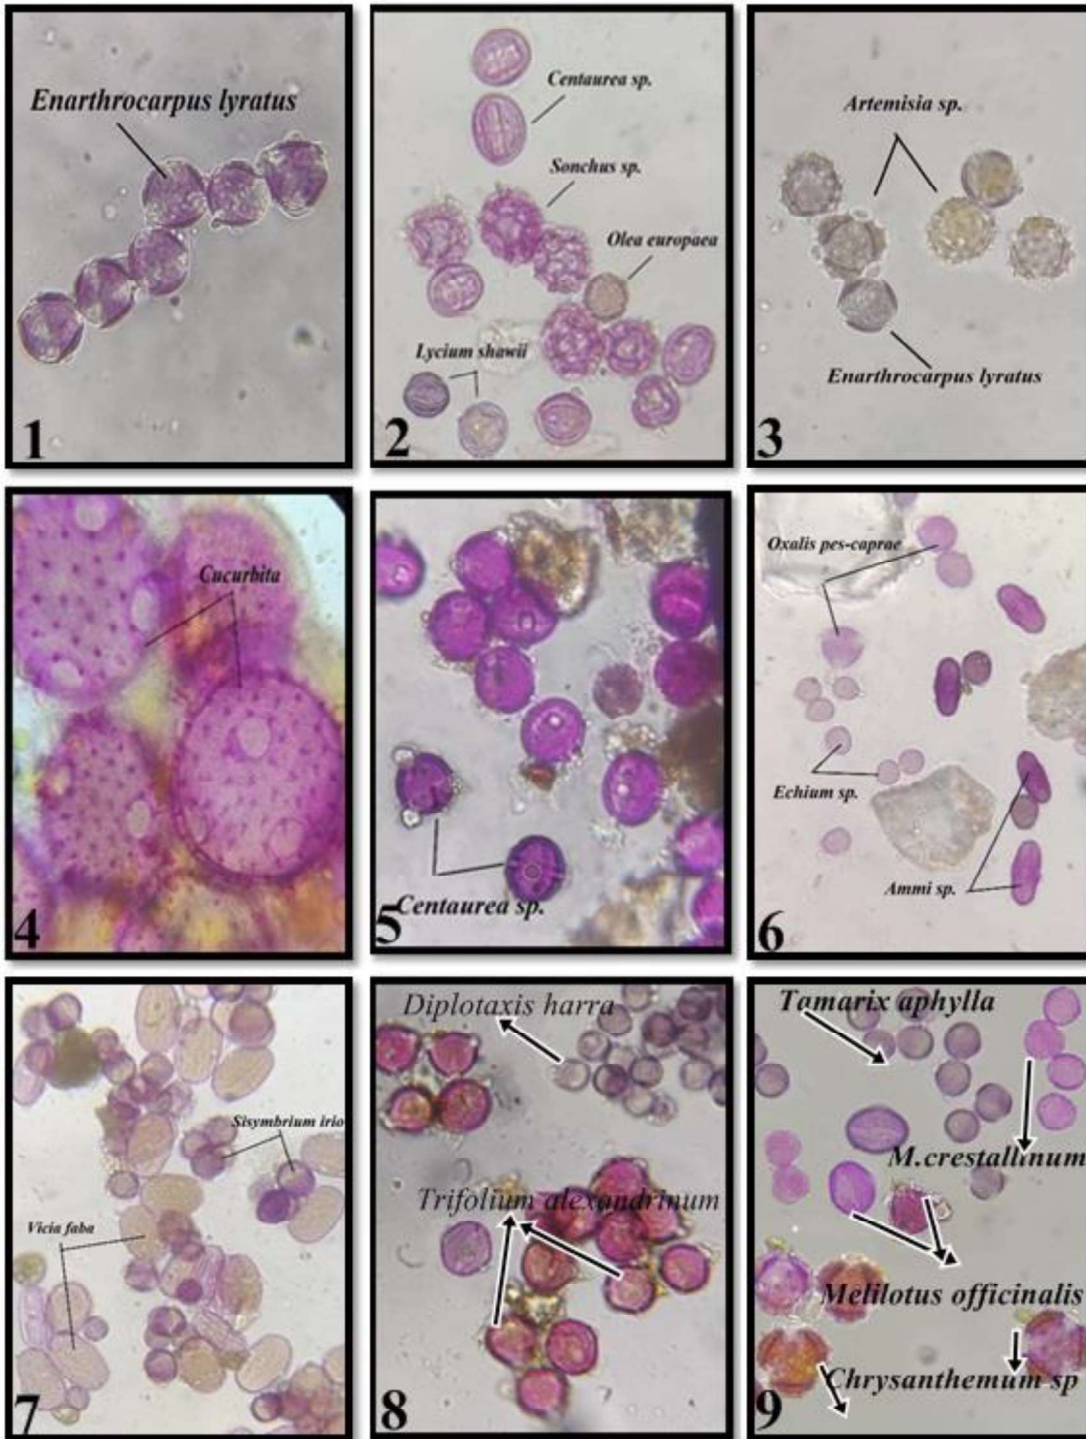 Enarthrocarpus lyratus
1
Centaurea sp.
Sonchus sp.
Olea europaea
Lycium shawii
2
Artemisia sp.
Enarthrocarpus lyratus
3
Cucurbita
4
Centaurea sp.
5
Oxalis pes-caprae
Echium sp.
Ammi sp.
6
Sisymbrium irio
Vicia faba
7
Diplotaxis harra
Trifolium alexandrinum
8
Tamarix aphylla
M.crestallinum
Melilotus officinalis
Chrysanthemum sp
9